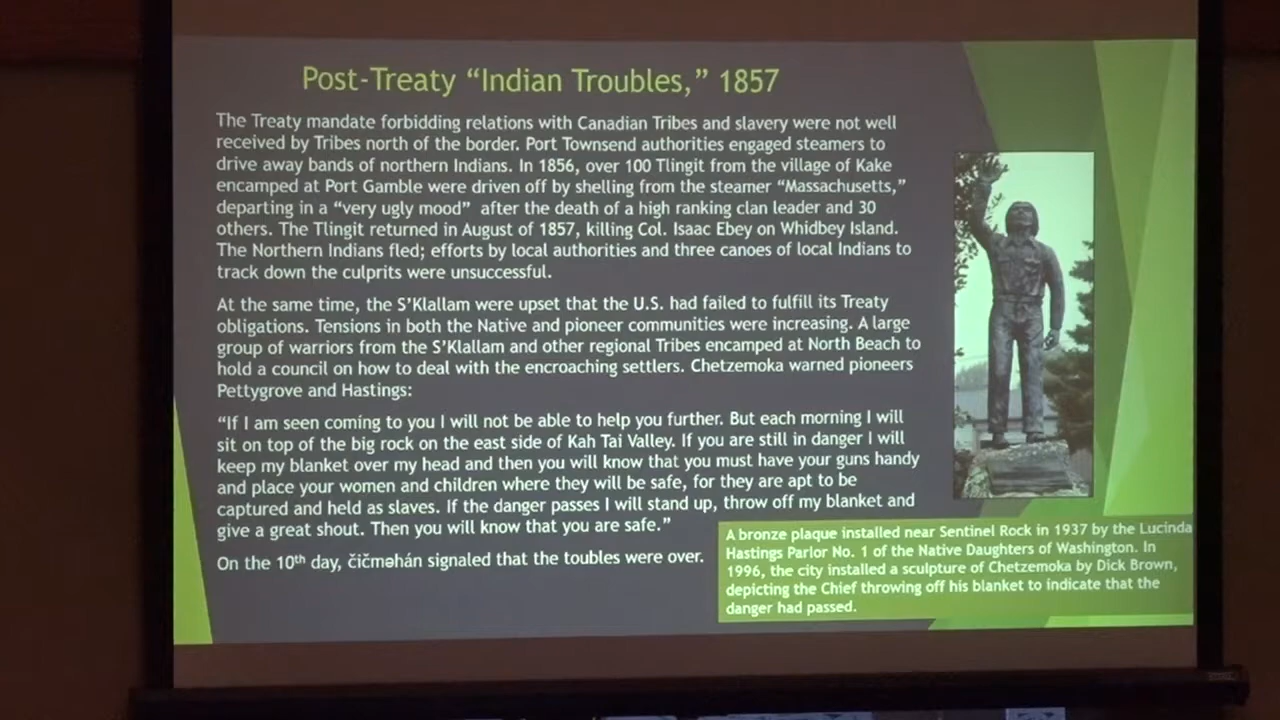 Post-Treaty “Indian Troubles,” 1857
The Treaty mandate forbidding relations with Canadian Tribes and slavery were not well
received by Tribes north of the border. Port Townsend authorities engaged steamers to
drive away bands of northern Indians. In 1856, over 100 Tlingit from the village of Kake
encamped at Port Gamble were driven off by shelling from the steamer “Massachusetts,”
departing in a “very ugly mood” after the death of a high ranking clan leader and 30
others. The Tlingit returned in August of 1857, killing Col. Isaac Ebey on Whidbey Island.
The Northern Indians fled; efforts by local authorities and three canoes of local Indians to
track down the culprits were unsuccessful.
At the same time, the S’Klallam were upset that the U.S. had failed to fulfill its Treaty
obligations. Tensions in both the Native and pioneer communities were increasing. A large
group of warriors from the S’Klallam and other regional Tribes encamped at North Beach to
hold a council on how to deal with the encroaching settlers. Chetzemoka warned pioneers
Pettygrove and Hastings:
“If I am seen coming to you I will not be able to help you further. But each morning I will
sit on top of the big rock on the east side of Kah Tai Valley. If you are still in danger I will
keep my blanket over my head and then you will know that you must have your guns handy
and place your women and children where they will be safe, for they are apt to be
captured and held as slaves. If the danger passes I will stand up, throw off my blanket and
give a great shout. Then you will know that you are safe.”
On the 10th day, čičməhán signaled that the toubles were over.
A bronze plaque installed near Sentinel Rock in 1937 by the Lucinda
Hastings Parlor No. 1 of the Native Daughters of Washington. In
1996, the city installed a sculpture of Chetzemoka by Dick Brown,
depicting the Chief throwing off his blanket to indicate that the
danger had passed.